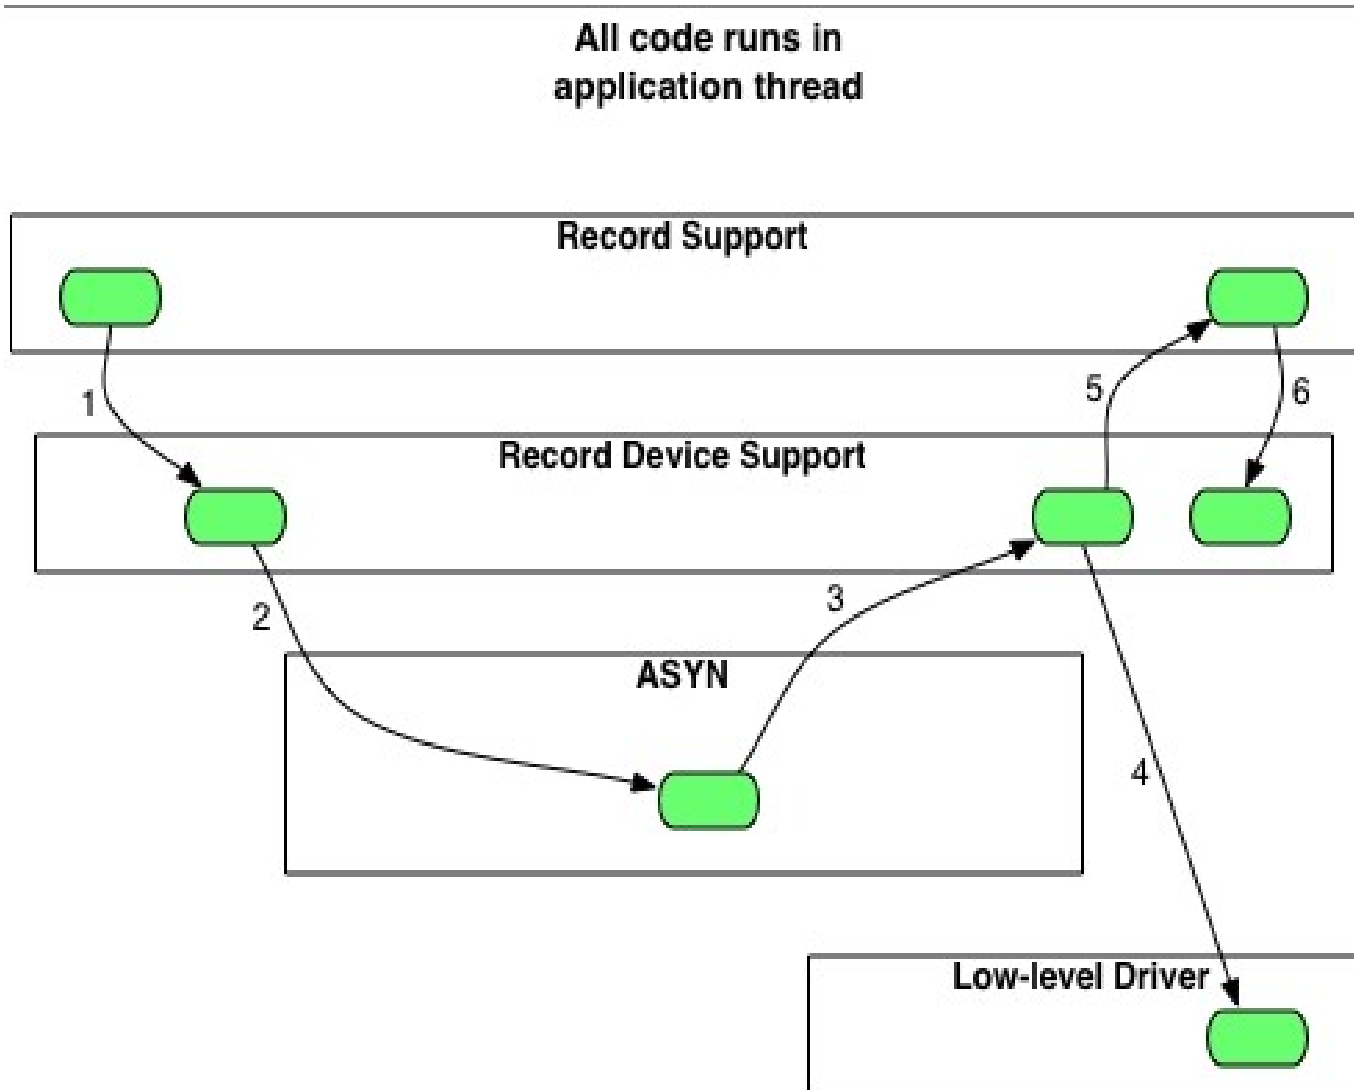 All code runs in
application thread
Record Support
1
5
6
Record Device Support
2
3
ASYN
4
Low-level Driver